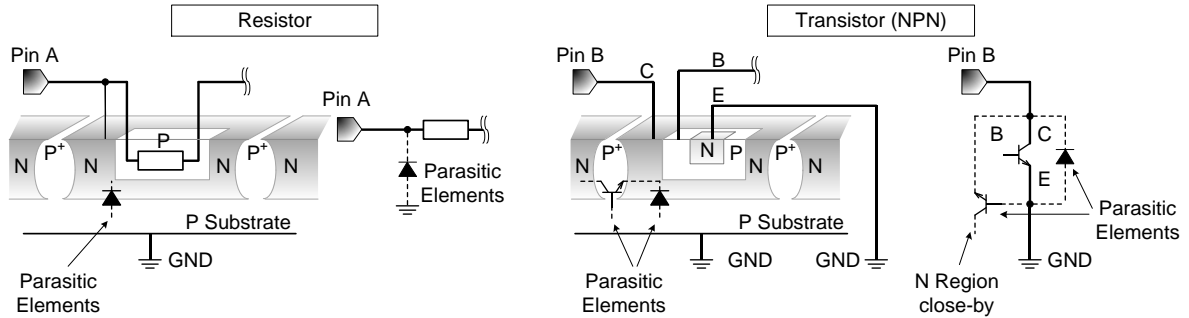 Resistor
Transistor (NPN)
Pin A
Pin B
Pin B
C
B
E
Pin A
P
N
P+
N
N
P+
N
N
P+
N
N
P
P+
N
N
B
C
E
Parasitic
Elements
P Substrate
P Substrate
Parasitic
Elements
GND
GND
GND
GND
Parasitic
Elements
Parasitic
Elements
N Region
close-by